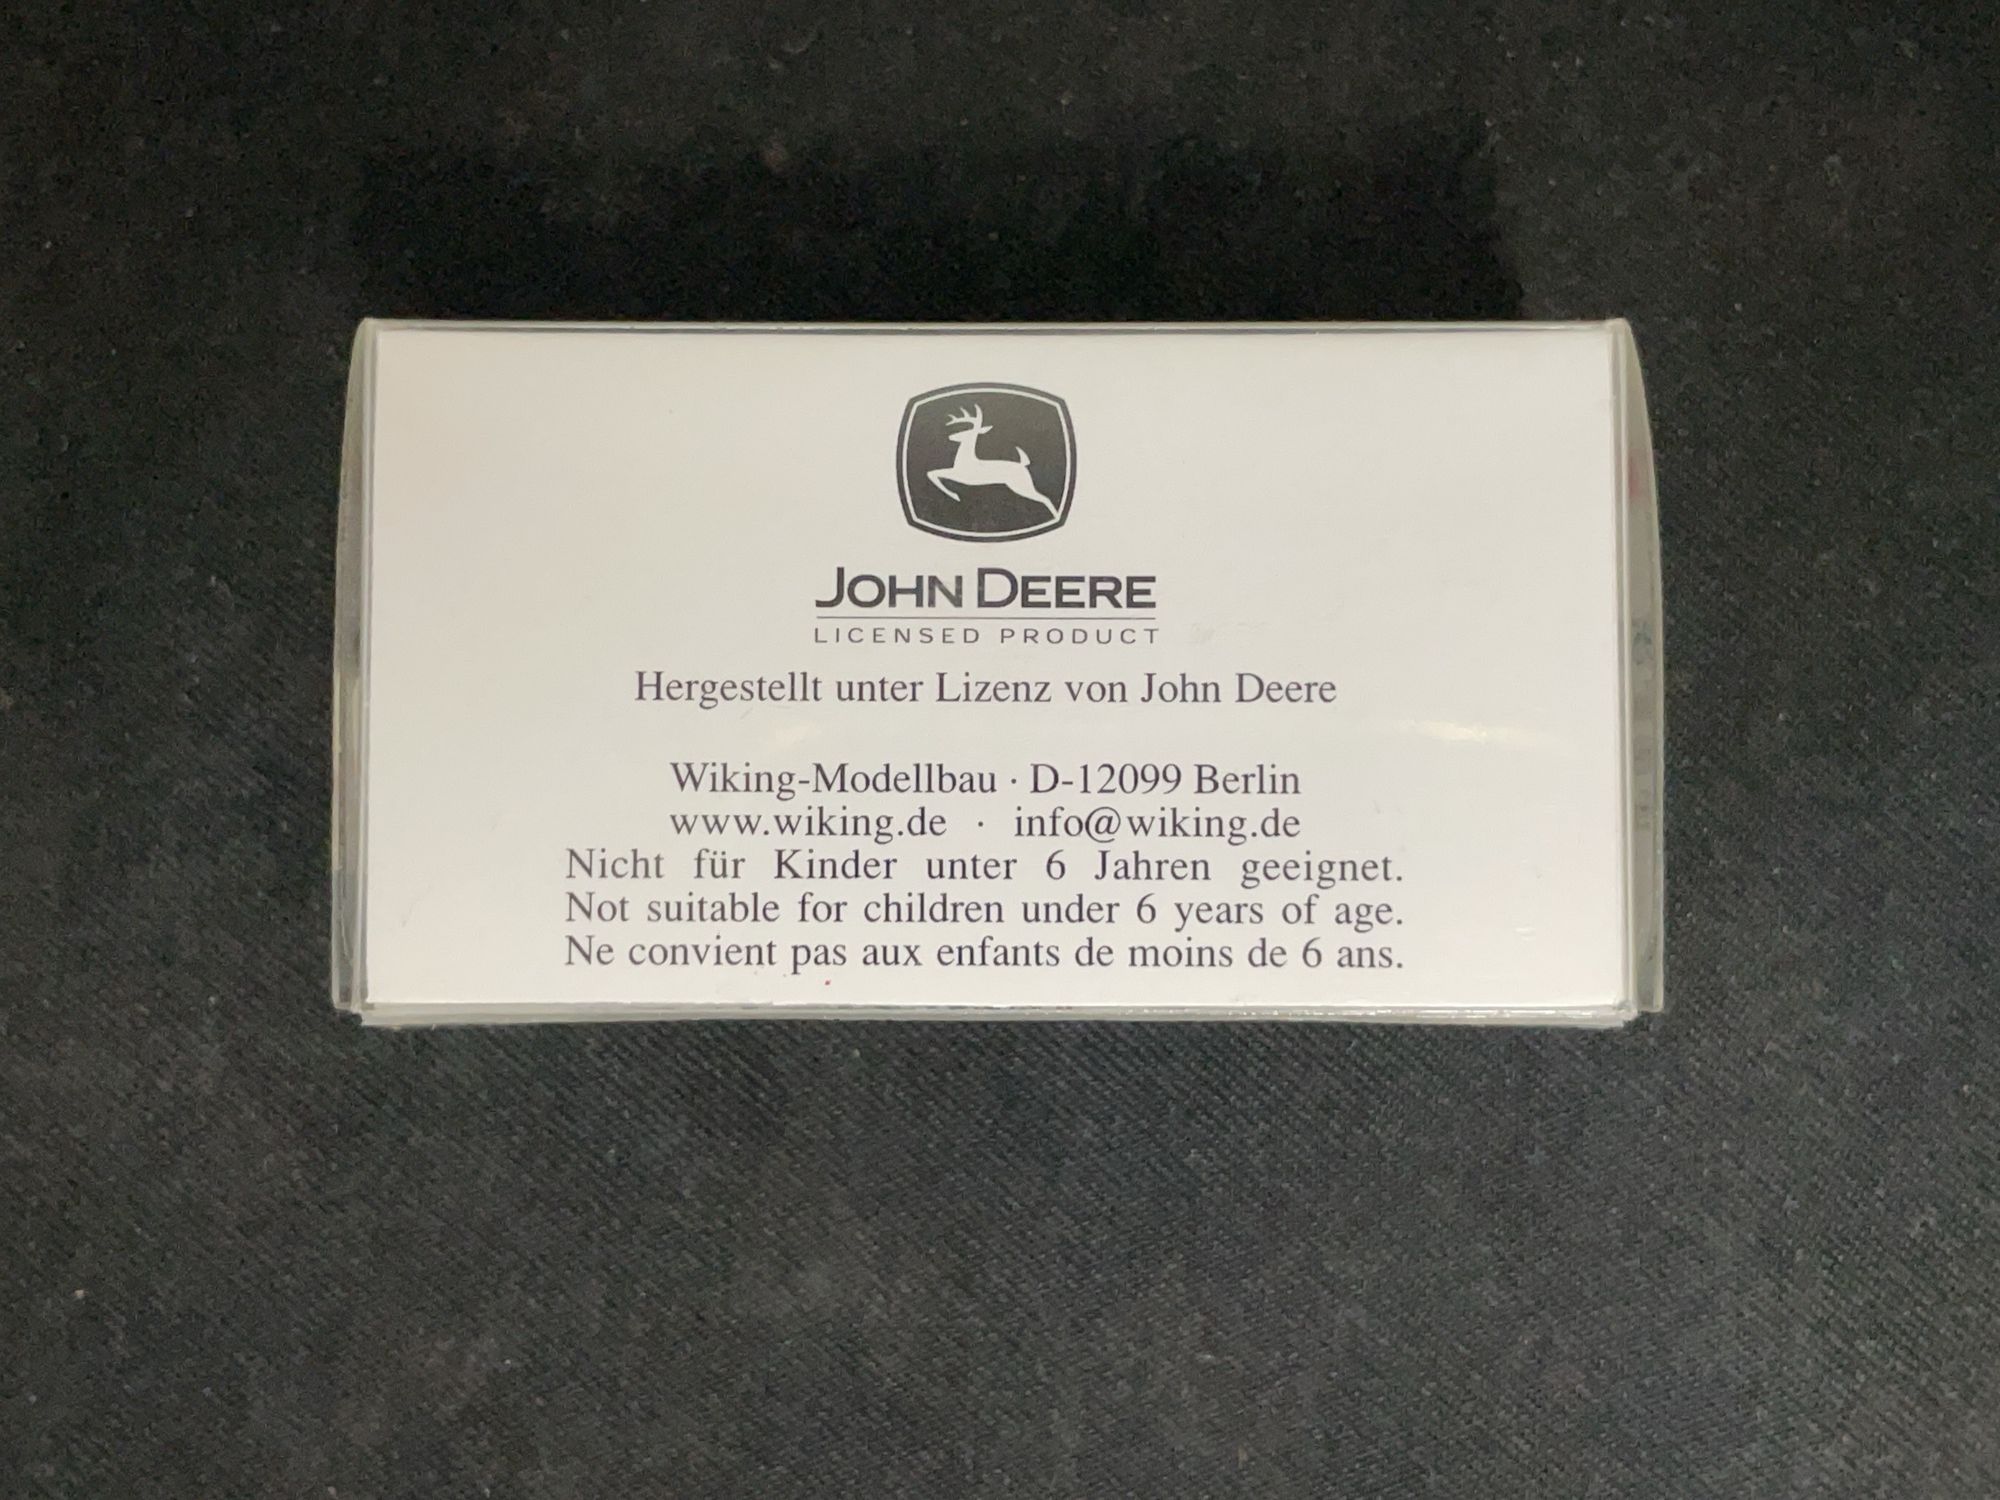 JOHN DEERE
LICENSED PRODUCT
Hergestellt unter Lizenz von John Deere
Wiking-Modellbau · D-12099 Berlin
www.wiking.de · info@wiking.de
Nicht für Kinder unter 6 Jahren geeignet.
Not suitable for children under 6 years of age.
Ne convient pas aux enfants de moins de 6 ans.